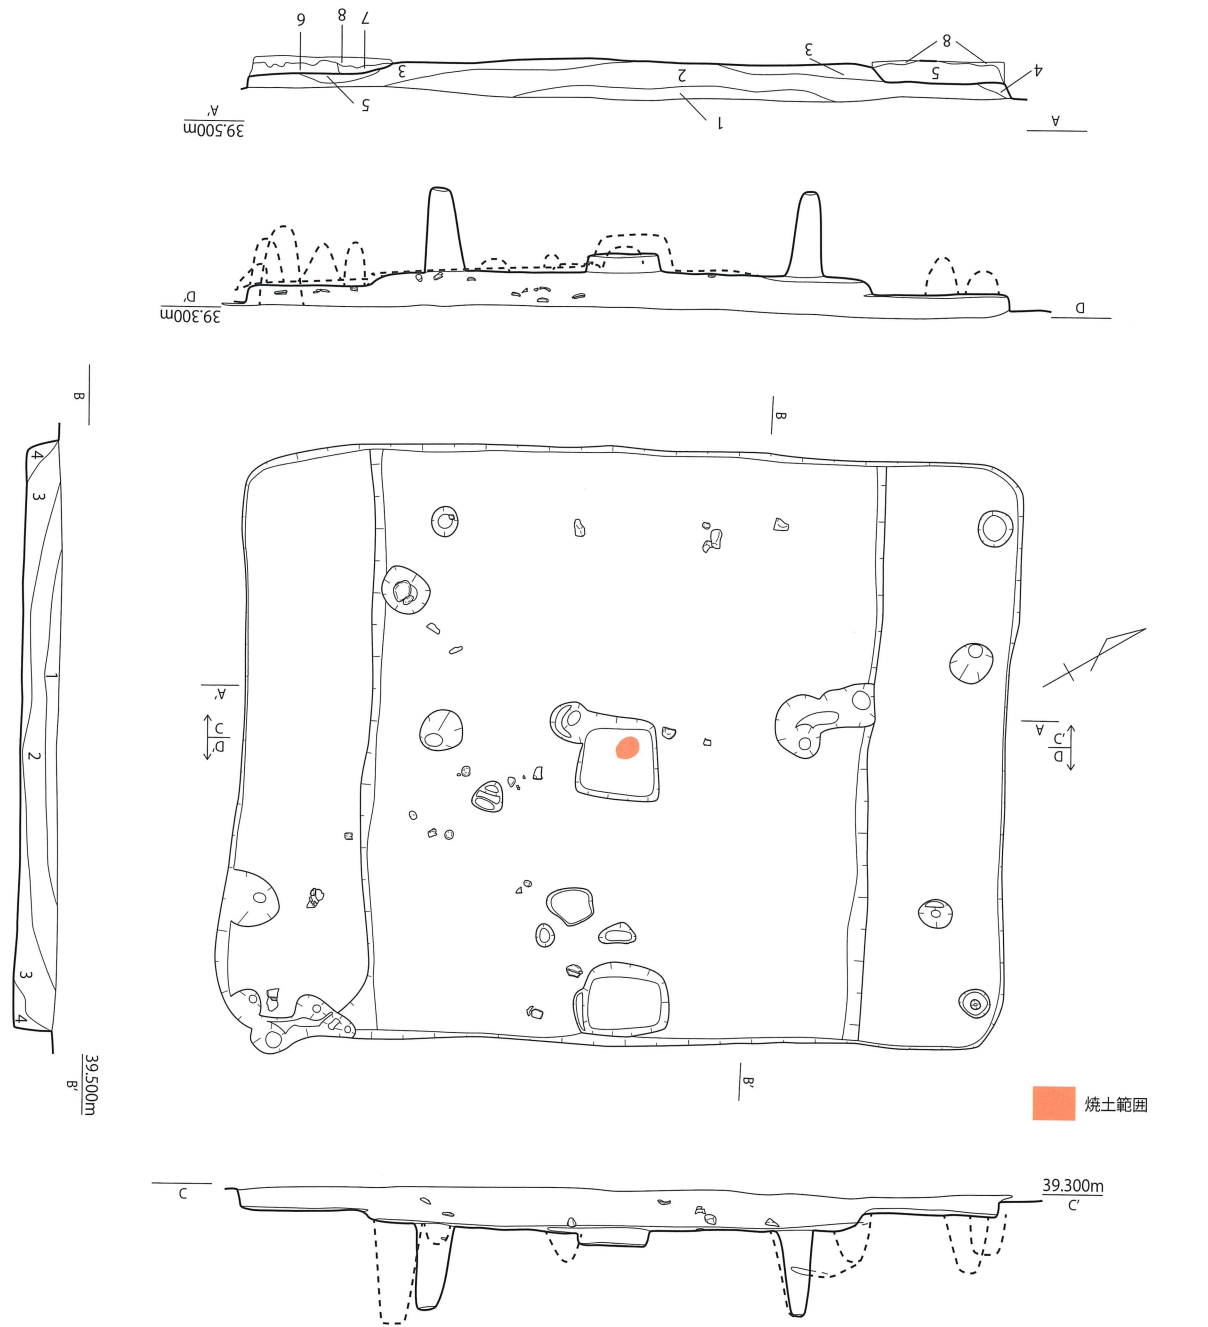 6 8 7
3 2 3 5 8 4
5 1
A' A
39.500m
D' D
39.300m
B B
4
3
1
2
3
4
A' A
C C'
D' D
B' B'
39.500m
焼土範囲
C 39.300m
C'